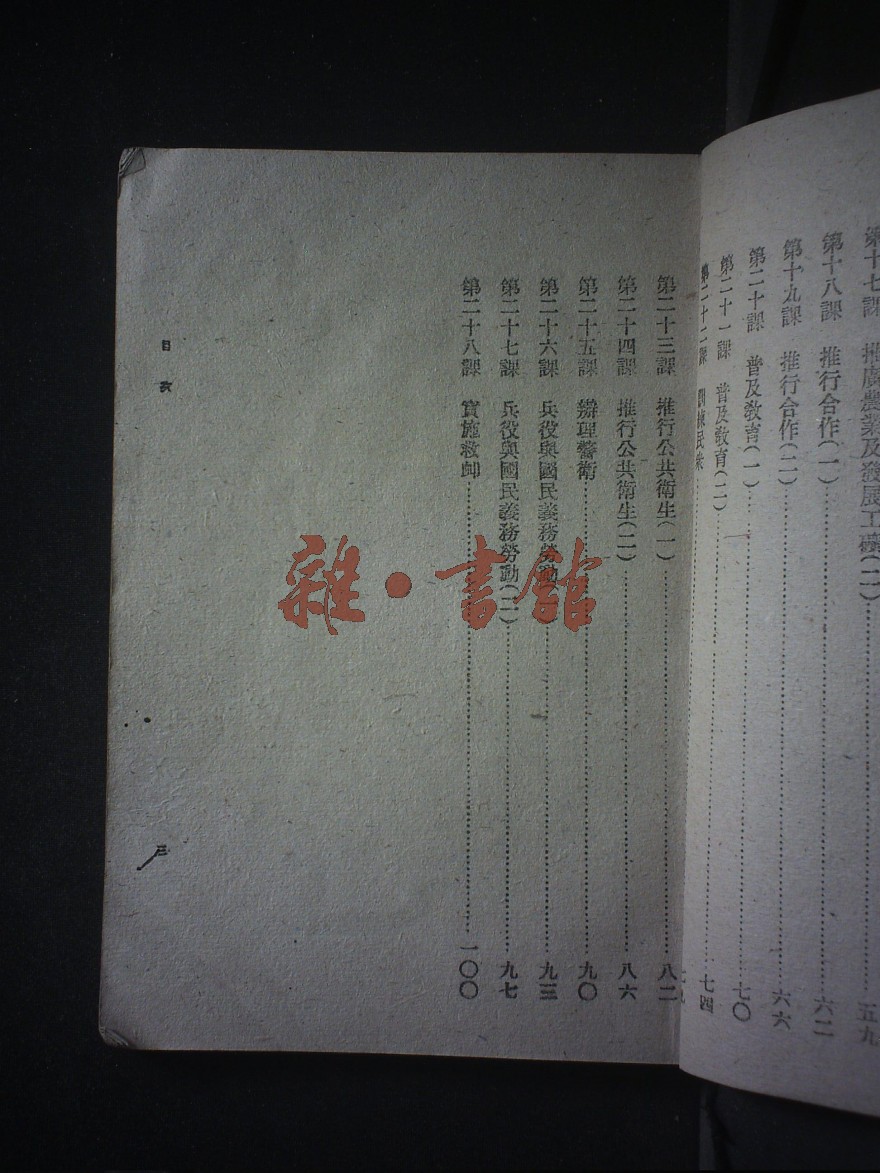 第十七課 推廣農業及發展工礦(二)……五九
第十八課 推行合作(一)……六二
第十九課 推行合作(二)……六六
第二十課 普及敎育(一)……七〇
第二十一課 普及敎育(二)……七四
第二十二課 訓練民衆……
第二十三課 推行公共衞生(一)……八二
第二十四課 推行公共衞生(二)……八六
第二十五課 辦理警衞……九〇
第二十六課 兵役與國民義務勞動……九三
第二十七課 兵役與國民義務勞動(二)……九七
第二十八課 實施救卹……一〇〇
目次
三
雜·書館